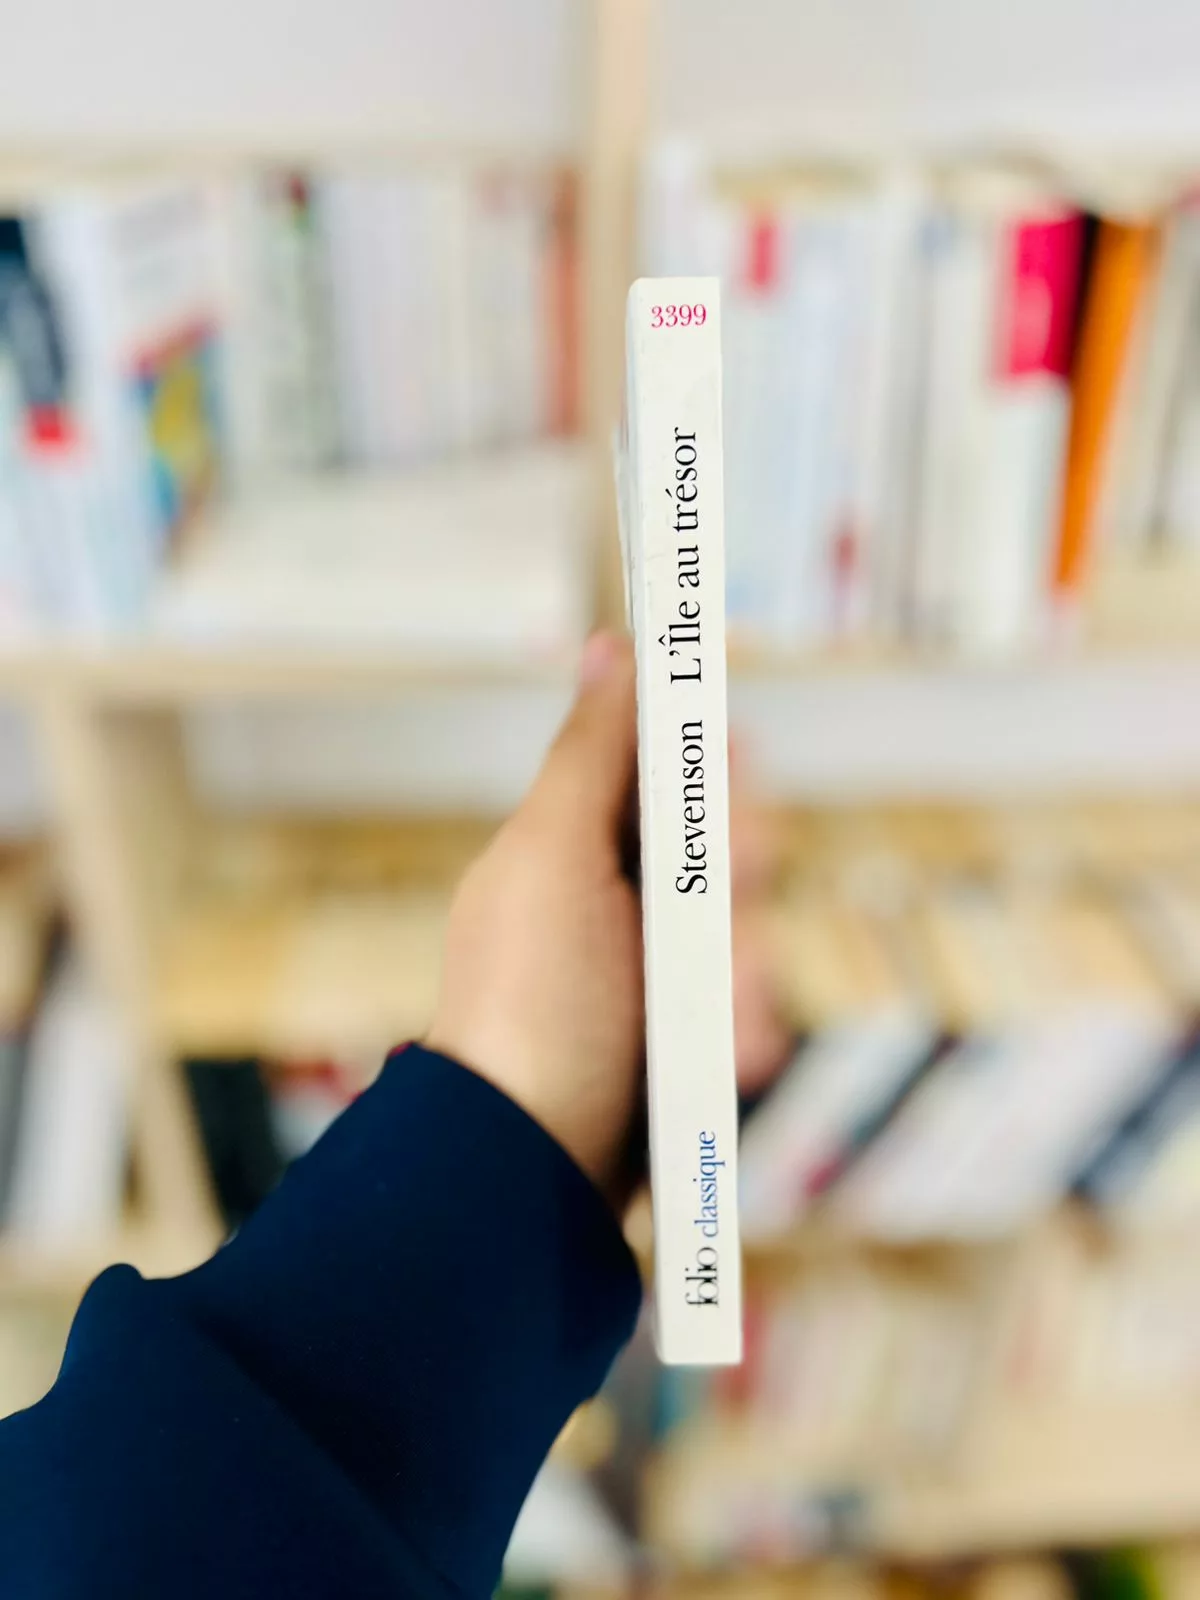 3399
Stevenson L'Île au trésor
folio classique